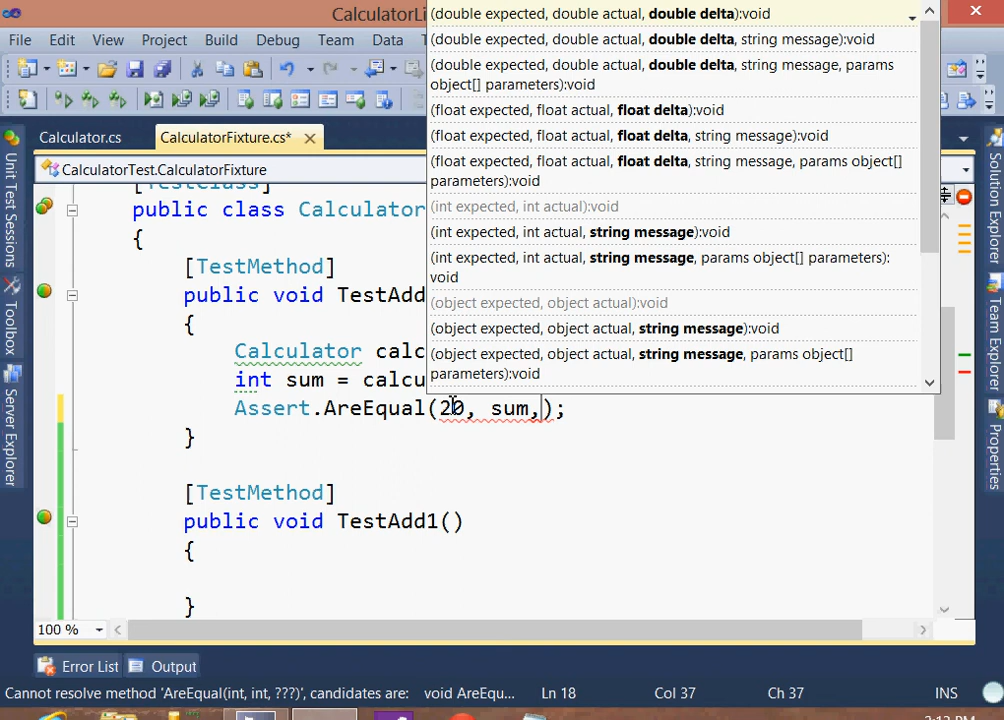 CalculatorLi
(double expected, double actual, double delta):void
(double expected, double actual, double delta, string message):void
(double expected, double actual, double delta, string message, params
object[] parameters):void
(float expected, float actual, float delta):void
(float expected, float actual, float delta, string message):void
(float expected, float actual, float delta, string message, params object[]
parameters):void
(int expected, int actual):void
(int expected, int actual, string message):void
(int expected, int actual, string message, params object[] parameters):
void
(object expected, object actual):void
(object expected, object actual, string message):void
(object expected, object actual, string message, params object[]
parameters):void
File Edit View Project Build Debug Team Data
Calculator.cs CalculatorFixture.cs*
CalculatorTest.CalculatorFixture
[TestClass]
public class Calculator
{
[TestMethod]
public void TestAdd
{
Calculator calc
int sum = calcu
Assert.AreEqual(20, sum,);
}
[TestMethod]
public void TestAdd1()
{
}
100 %
Error List Output
Cannot resolve method 'AreEqual(int, int, ???)', candidates are: void AreEqu... Ln 18 Col 37 Ch 37 INS
Unit Test Sessions
Toolbox
Server Explorer
Solution Explorer
Team Explorer
Properties